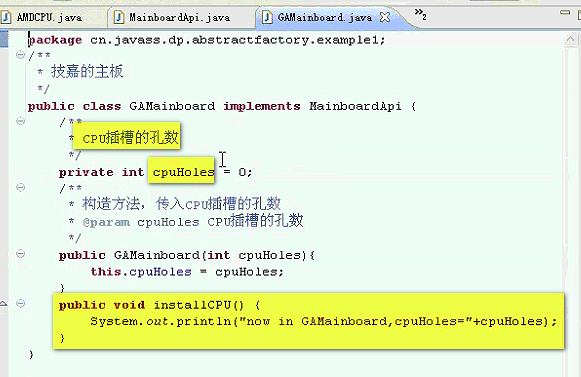 AMDCPU.java
MainboardApi.java
GAMainboard.java
2
package cn.javass.dp.abstractfactory.example1;
/**
 * 技嘉的主板
 */
public class GAMainboard implements MainboardApi {
/**
 * CPU插槽的孔数
 */
private int cpuHoles = 0;
/**
 * 构造方法，传入CPU插槽的孔数
 * @param cpuHoles CPU插槽的孔数
 */
public GAMainboard(int cpuHoles){
this.cpuHoles = cpuHoles;
}
public void installCPU() {
System.out.println("now in GAMainboard,cpuHoles="+cpuHoles);
}
}